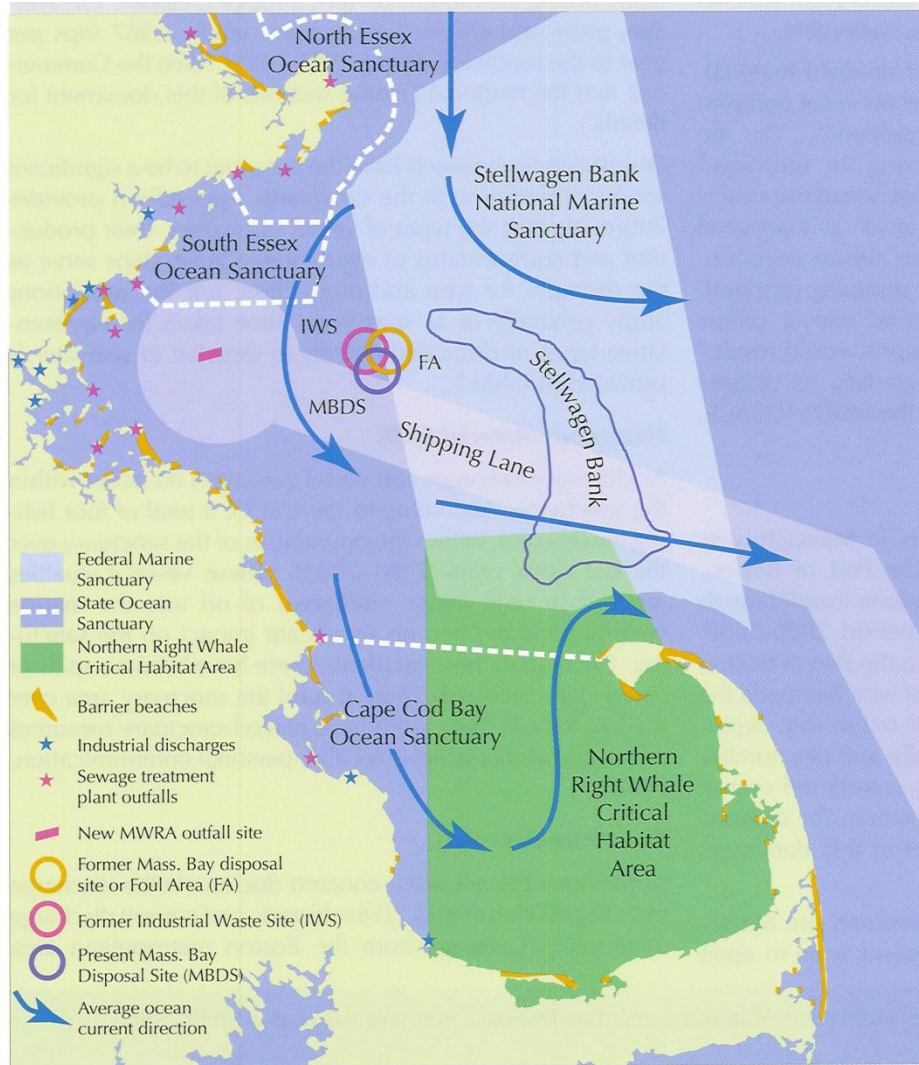 North Essex
Ocean Sanctuary
Stellwagen Bank
National Marine
Sanctuary
South Essex
Ocean Sanctuary
IWS
FA
MBDS
Stellwagen Bank
Shipping Lane
Federal Marine
Sanctuary
State Ocean
Sanctuary
Northern Right Whale
Critical Habitat Area
Barrier beaches
Industrial discharges
Sewage treatment
plant outfalls
New MWRA outfall site
Former Mass. Bay disposal
site or Foul Area (FA)
Former Industrial Waste Site (IWS)
Present Mass. Bay
Disposal Site (MBDS)
Average ocean
current direction
Cape Cod Bay
Ocean Sanctuary
Northern
Right Whale
Critical
Habitat
Area